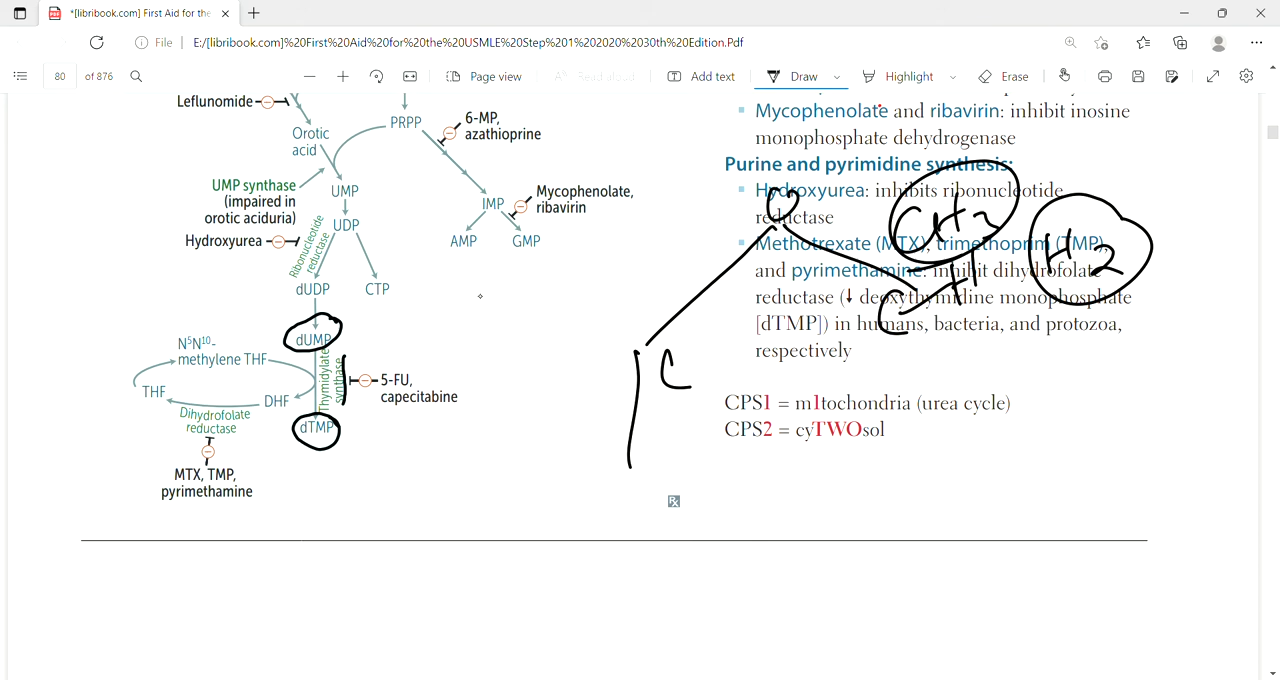 *[libribook.com] First Aid for the
File
E:/[libribook.com]%20First%20Aid%20for%20the%20USMLE%20Step%201%202020%2030th%20Edition.Pdf
80 of 876
Page view
Read aloud
Add text
Draw
Highlight
Erase
Leflunomide
Orotic
acid
PRPP
6-MP,
azathioprine
UMP synthase
(impaired in
orotic aciduria)
UMP
IMP
Mycophenolate,
ribavirin
Hydroxyurea
Ribonucleotide
reductase
UDP
AMP
GMP
dUDP
CTP
dUMP
N5N10-
methylene THF
Thymidylate
synthase
5-FU,
capecitabine
THF
DHF
Dihydrofolate
reductase
dTMP
MTX, TMP,
pyrimethamine
Mycophenolate and ribavirin: inhibit inosine
monophosphate dehydrogenase
Purine and pyrimidine synthesis:
Hydroxyurea: inhibits ribonucleotide
reductase
Methotrexate (MTX), trimethoprim (TMP),
and pyrimethamine: inhibit dihydrofolate
reductase (↓ deoxythymidine monophosphate
[dTMP]) in humans, bacteria, and protozoa,
respectively
CH2
H2
C H
C
CPS1 = m1tochondria (urea cycle)
CPS2 = cyTWOsol
Rx